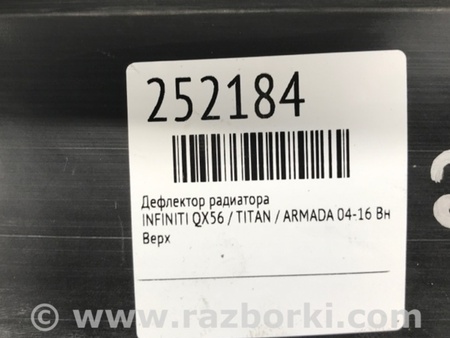 252184
Дефлектор радиатора
INFINITI QX56 / TITAN / ARMADA 04-16 Вн
Верх
© www.razborki.com